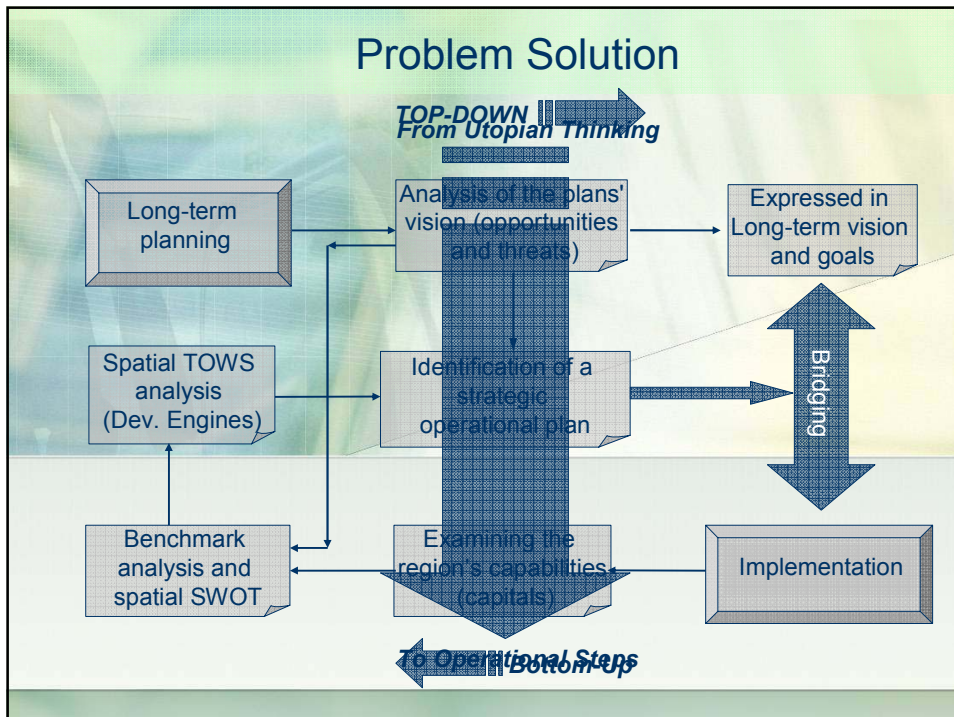 Problem Solution
TOP-DOWN
From Utopian Thinking
Long-term
planning
Analysis of the plans'
vision (opportunities
and threats)
Expressed in
Long-term vision
and goals
Spatial TOWS
analysis
(Dev. Engines)
Identification of a
strategic
operational plan
Bridging
Benchmark
analysis and
spatial SWOT
Examining the
region's capabilities
(capitals)
Implementation
To Operational Steps
Bottom-Up